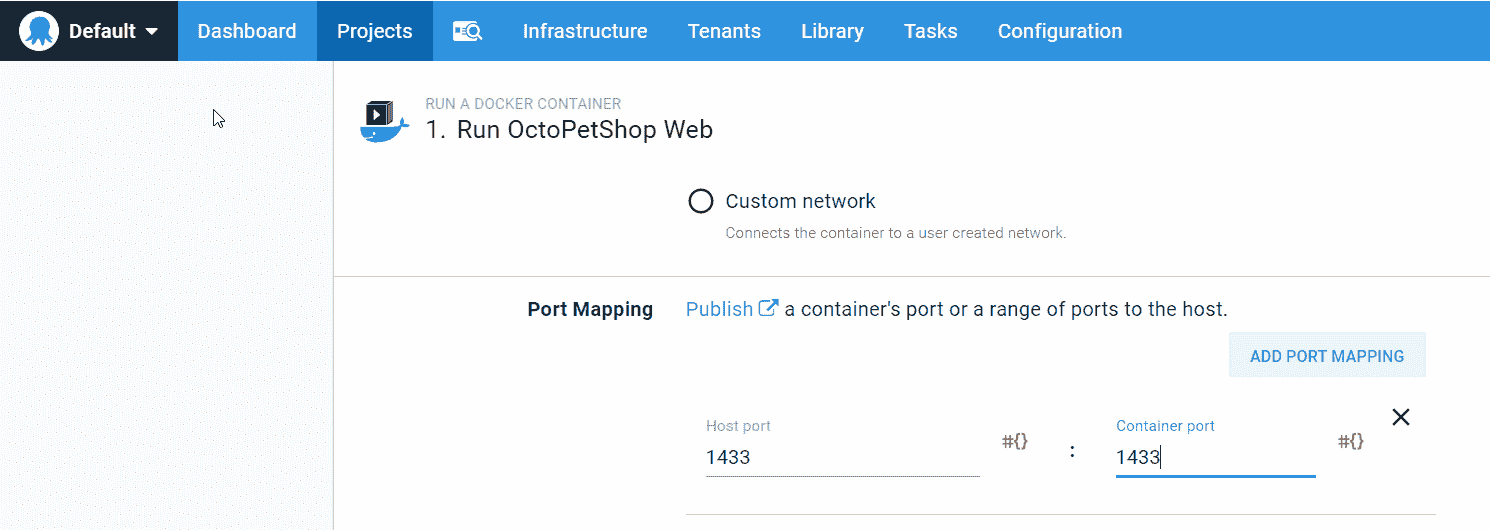 Default Dashboard Projects Infrastructure Tenants Library Tasks Configuration
RUN A DOCKER CONTAINER
1. Run OctoPetShop Web
Custom network
Connects the container to a user created network.
Port Mapping Publish a container's port or a range of ports to the host.
ADD PORT MAPPING
Host port Container port
#{} : #{}
1433 1433